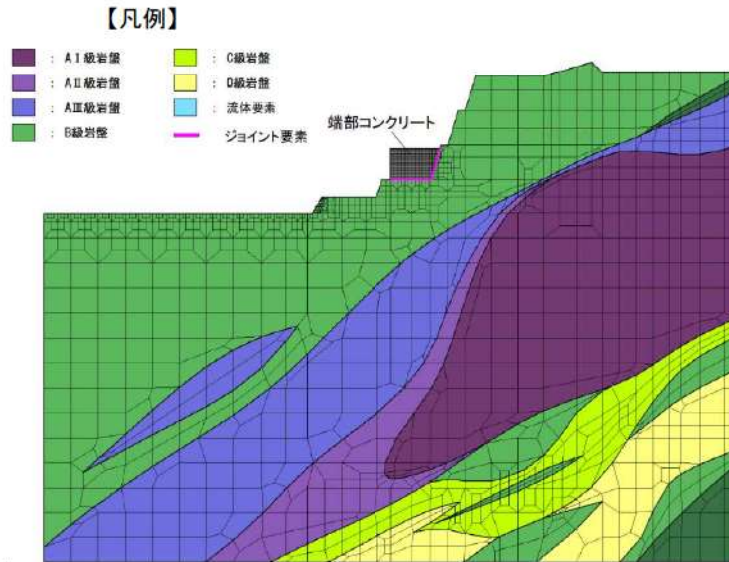 【凡例】
: AⅠ級岩盤
: AⅡ級岩盤
: AⅢ級岩盤
: B級岩盤
: C級岩盤
: D級岩盤
: 流体要素
: ジョイント要素
端部コンクリート